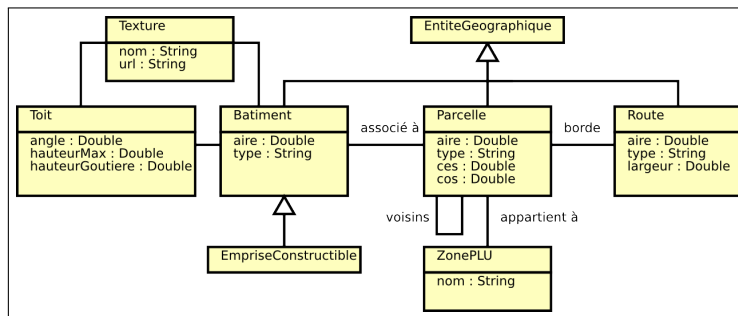 Texture
nom : String
url : String
EntiteGeographique
Toit
angle : Double
hauteurMax : Double
hauteurGoutiere : Double
Batiment
aire : Double
type : String
associé à
Parcelle
aire : Double
type : String
ces : Double
cos : Double
borde
Route
aire : Double
type : String
largeur : Double
voisins
appartient à
EmpriseConstructible
ZonePLU
nom : String